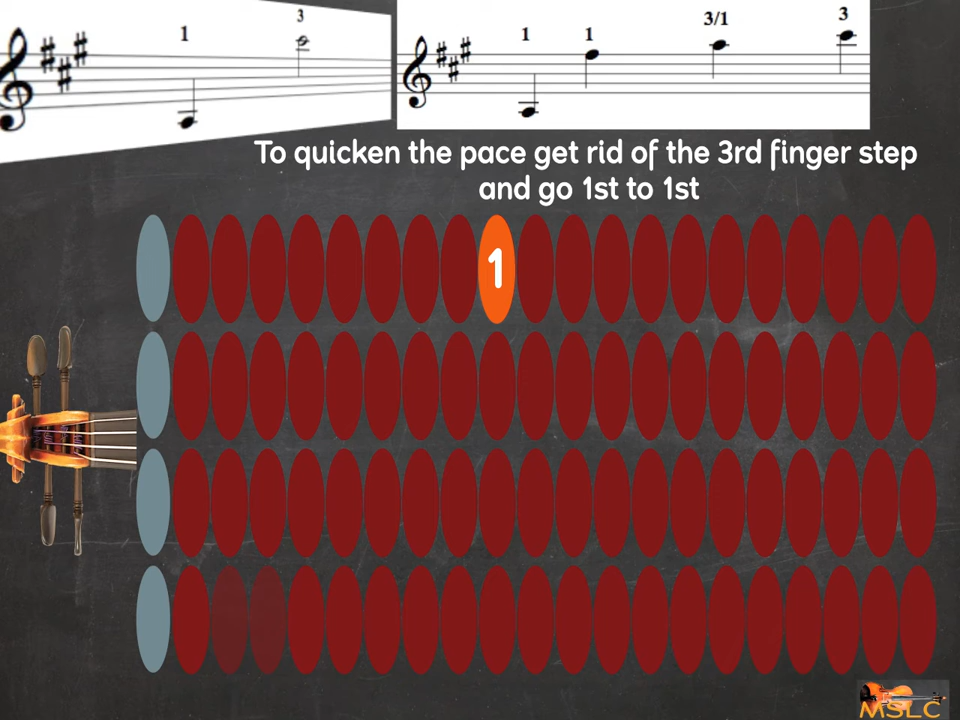 1 3
1 1 3/1 3
To quicken the pace get rid of the 3rd finger step
and go 1st to 1st
1
MSLC